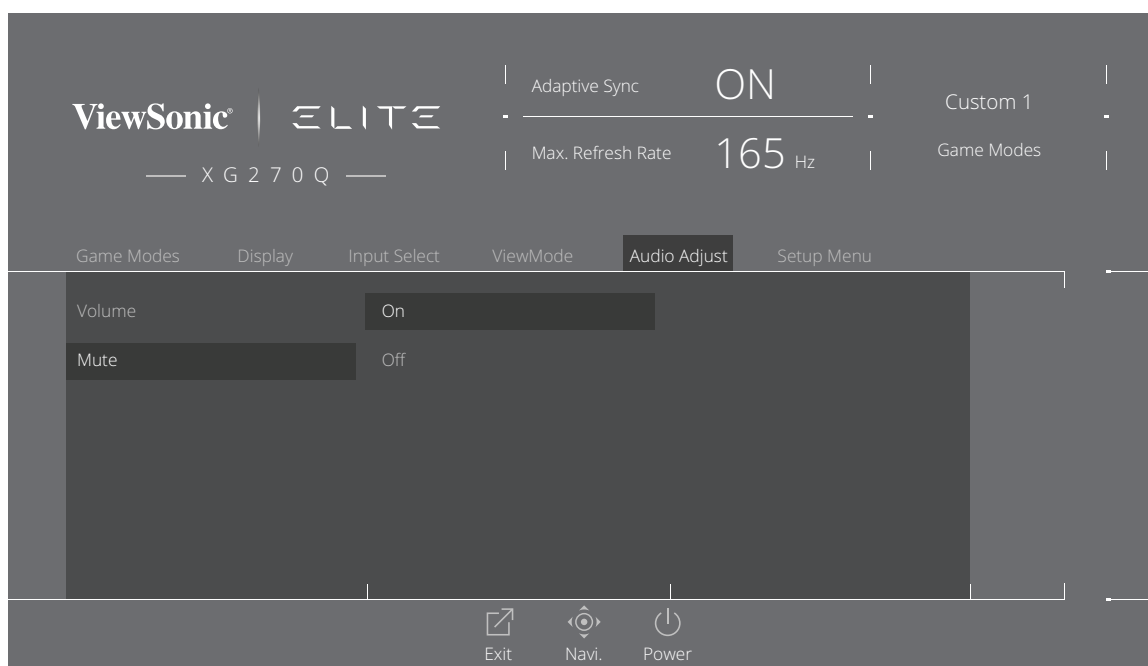 ViewSonic® ELITE
XG270Q
Adaptive Sync ON
Max. Refresh Rate 165 Hz
Custom 1
Game Modes
Game Modes Display Input Select ViewMode Audio Adjust Setup Menu
Volume On
Mute Off
Exit Navi. Power